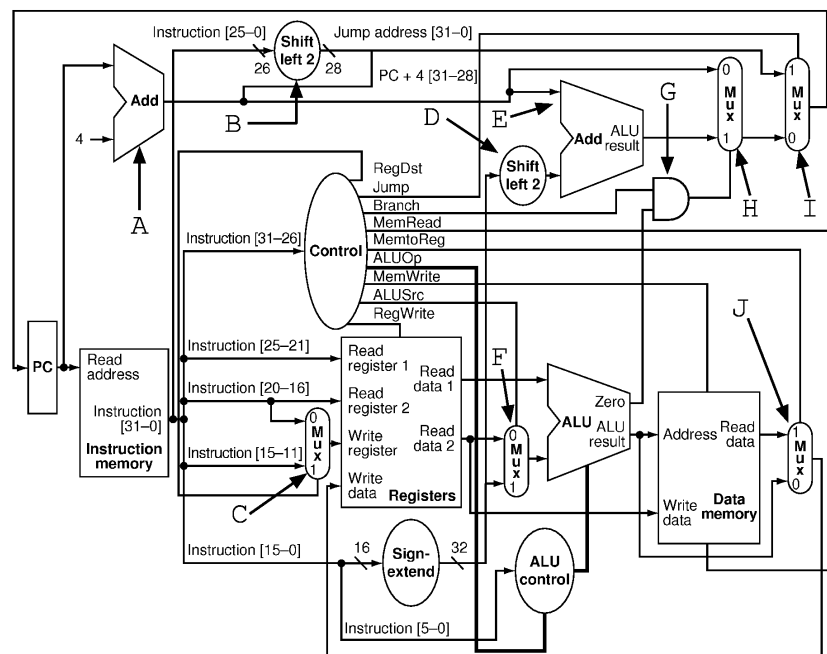 Instruction [25–0]
Shift
left 2
Jump address [31–0]
26
28
PC + 4 [31–28]
Add
4
A
B
D
E
G
0
M
u
x
1
1
M
u
x
0
Add
ALU
result
Shift
left 2
H
I
RegDst
Jump
Branch
MemRead
MemtoReg
ALUOp
MemWrite
ALUSrc
RegWrite
Instruction [31–26]
Control
PC
Read
address
Instruction
[31–0]
Instruction
memory
Instruction [25–21]
Instruction [20–16]
Instruction [15–11]
0
M
u
x
1
C
Read
register 1
Read
register 2
Write
register
Write
data
Read
data 1
Read
data 2
Registers
F
0
M
u
x
1
Zero
ALU
ALU
result
J
Address
Read
data
Write
data
Data
memory
1
M
u
x
0
Instruction [15–0]
16
Sign-
extend
32
ALU
control
Instruction [5–0]